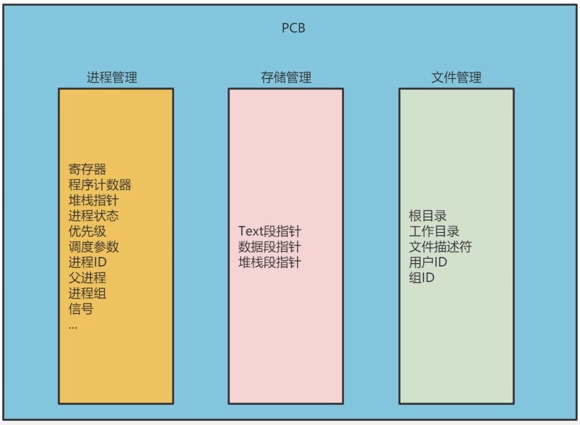 PCB
进程管理
寄存器
程序计数器
堆栈指针
进程状态
优先级
调度参数
进程ID
父进程
进程组
信号
...
存储管理
Text段指针
数据段指针
堆栈段指针
文件管理
根目录
工作目录
文件描述符
用户ID
组ID